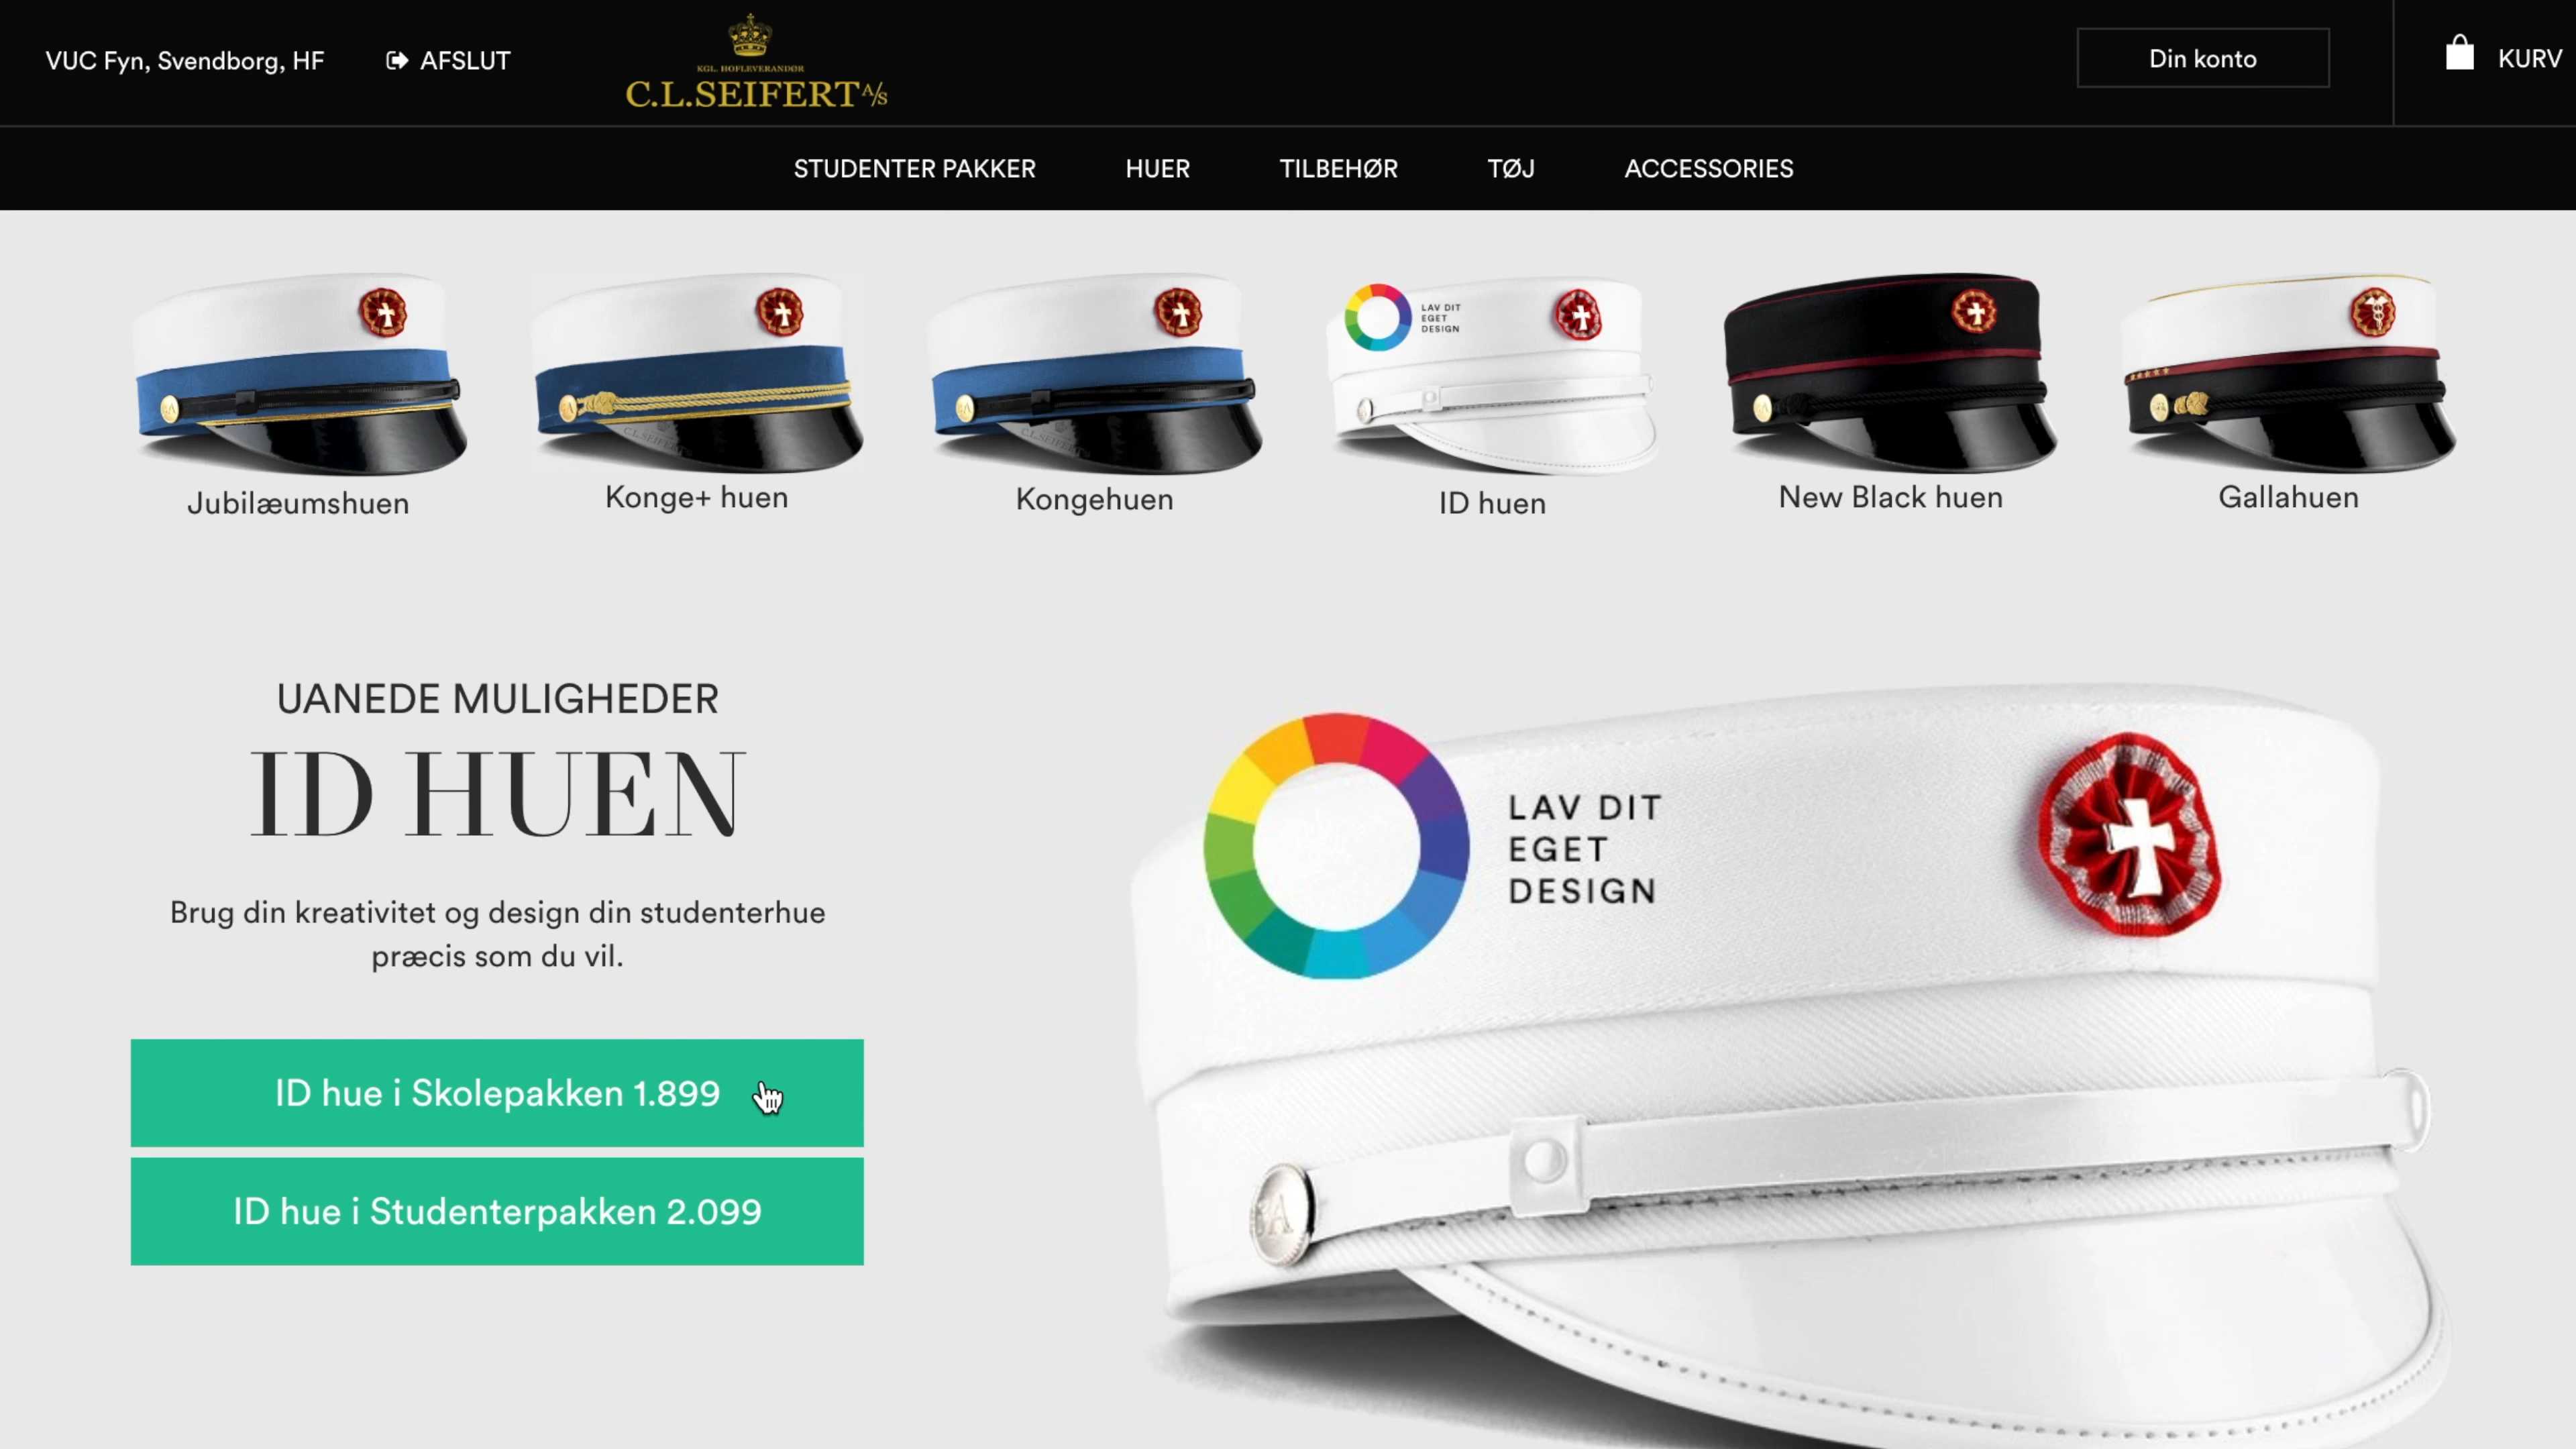 VUC Fyn, Svendborg, HF
AFSLUT
KGL. HOFLEVERANDØR
C.L.SEIFERT A/S
Din konto
KURV
STUDENTER PAKKER
HUER
TILBEHØR
TØJ
ACCESSORIES
LAV DIT
EGET
DESIGN
Jubilæumshuen
Konge+ huen
Kongehuen
ID huen
New Black huen
Gallahuen
UANEDE MULIGHEDER
ID HUEN
Brug din kreativitet og design din studenterhue
præcis som du vil.
ID hue i Skolepakken 1.899
ID hue i Studenterpakken 2.099
LAV DIT
EGET
DESIGN